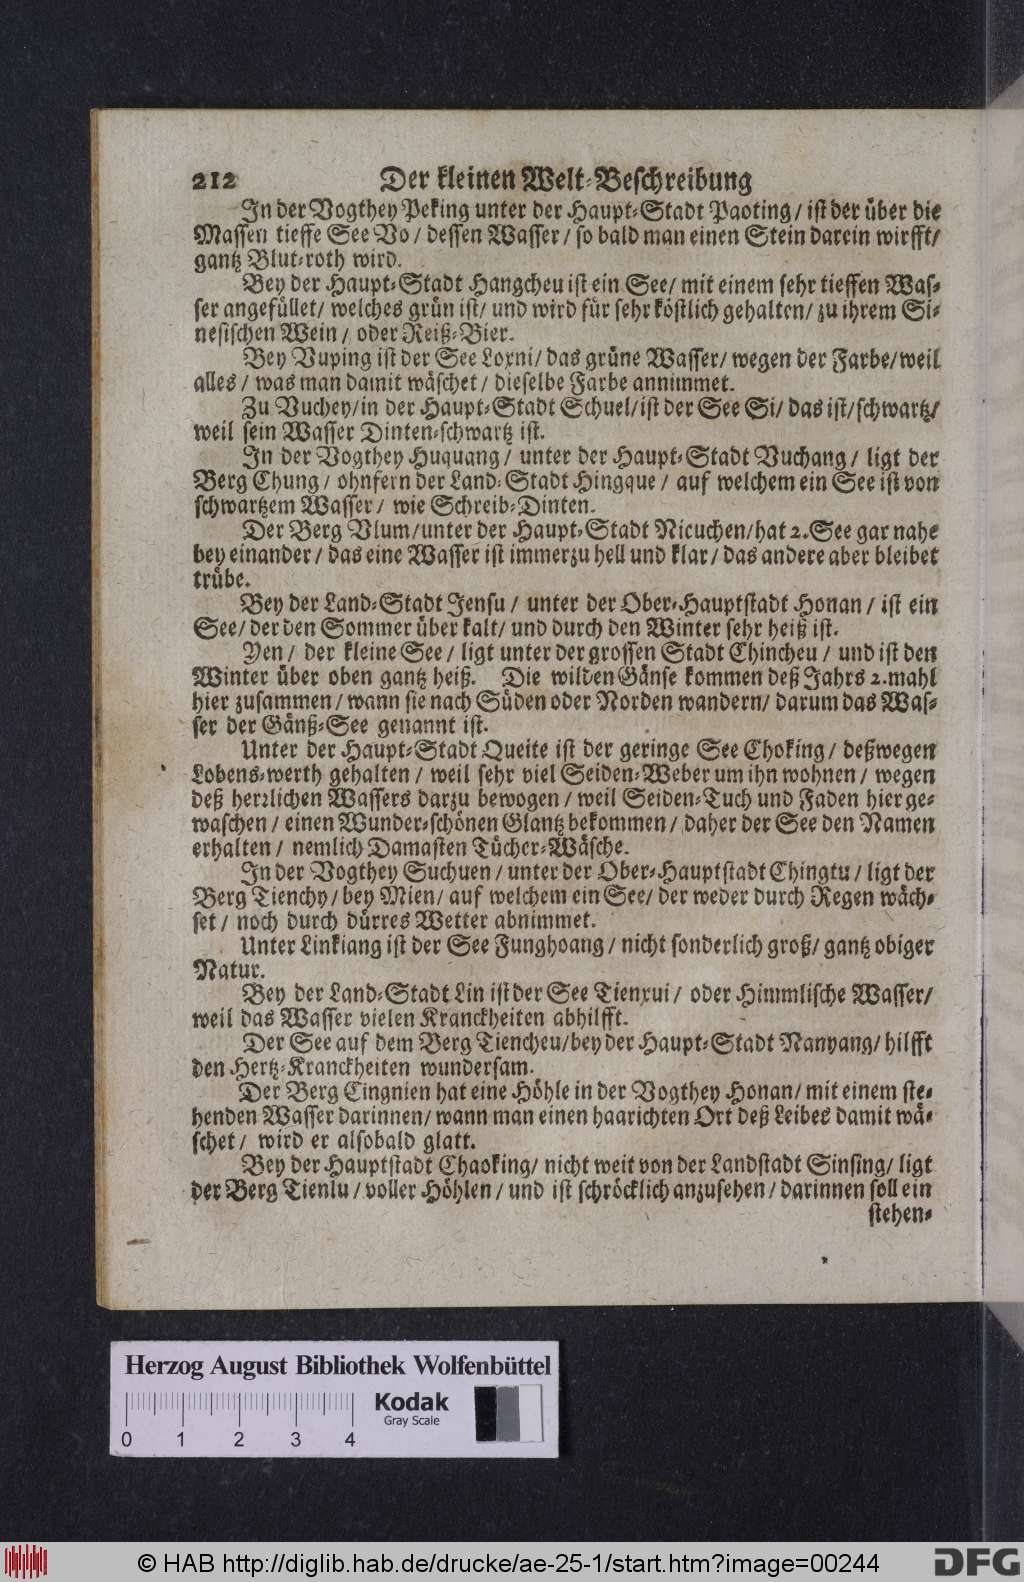 212 Der kleinen Welt-Beschreibung
In der Vogthey Peking unter der Haupt-Stadt Paoting / ist der über die
Massen tieffe See Vo / dessen Wasser / so bald man einen Stein darein wirfft/
gantz Blut-roth wird.
Bey der Haupt-Stadt Hangcheu ist ein See/ mit einem sehr tieffen Was-
ser angefüllet/ welches grün ist/ und wird für sehr köstlich gehalten/ zu ihrem Si-
nesischen Wein / oder Reiß-Bier.
Bey Vuping ist der See Loxni/ das grüne Wasser/ wegen der Farbe/ weil
alles / was man damit wäschet / dieselbe Farbe annimmet.
Zu Vuchey/ in der Haupt-Stadt Schuel/ ist der See Si/ das ist/ schwartz/
weil sein Wasser Dinten-schwartz ist.
In der Vogthey Huquang / unter der Haupt-Stadt Vuchang / ligt der
Berg Chung / ohnfern der Land-Stadt Hingque / auf welchem ein See ist von
schwartzem Wasser / wie Schreib-Dinten.
Der Berg Ulum/ unter der Haupt-Stadt Nicuchen/ hat 2. See gar nahe
bey einander / das eine Wasser ist immerzu hell und klar / das andere aber bleibet
trübe.
Bey der Land-Stadt Jensu / unter der Ober-Hauptstadt Honan / ist ein
See/ der den Sommer über kalt/ und durch den Winter sehr heiß ist.
Yen / der kleine See / ligt unter der grossen Stadt Chincheu / und ist den
Winter über oben gantz heiß. Die wilden Gänse kommen deß Jahrs 2. mahl
hier zusammen / wann sie nach Süden oder Norden wandern/ darum das Was-
ser der Gänß-See genannt ist.
Unter der Haupt-Stadt Queite ist der geringe See Choking / deßwegen
Lobens-werth gehalten / weil sehr viel Seiden-Weber um ihn wohnen / wegen
deß herrlichen Wassers darzu bewogen / weil Seiden-Tuch und Faden hier ge-
waschen / einen Wunder-schönen Glantz bekommen / daher der See den Namen
erhalten / nemlich Damasten Tücher-Wäsche.
In der Vogthey Suchuen / unter der Ober-Hauptstadt Chingtu / ligt der
Berg Tienchy / bey Mien / auf welchem ein See/ der weder durch Regen wäch-
set / noch durch dürres Wetter abnimmet.
Unter Linkiang ist der See Funghoang / nicht sonderlich groß/ gantz obiger
Natur.
Bey der Land-Stadt Lin ist der See Tienxui / oder Himmlische Wasser/
weil das Wasser vielen Kranckheiten abhilfft.
Der See auf dem Berg Tiencheu/ bey der Haupt-Stadt Nanyang/ hilfft
den Hertz-Kranckheiten wundersam.
Der Berg Cingnien hat eine Höhle in der Vogthey Honan/ mit einem ste-
henden Wasser darinnen/ wann man einen haarichten Ort deß Leibes damit wä-
schet / wird er alsobald glatt.
Bey der Hauptstadt Chaoking/ nicht weit von der Landstadt Sinsing/ ligt
der Berg Tienlu / voller Höhlen / und ist schröcklich anzusehen / darinnen soll ein
stehen-
Herzog August Bibliothek Wolfenbüttel
0 1 2 3 4
Kodak
Gray Scale
© HAB http://diglib.hab.de/drucke/ae-25-1/start.htm?image=00244
DFG